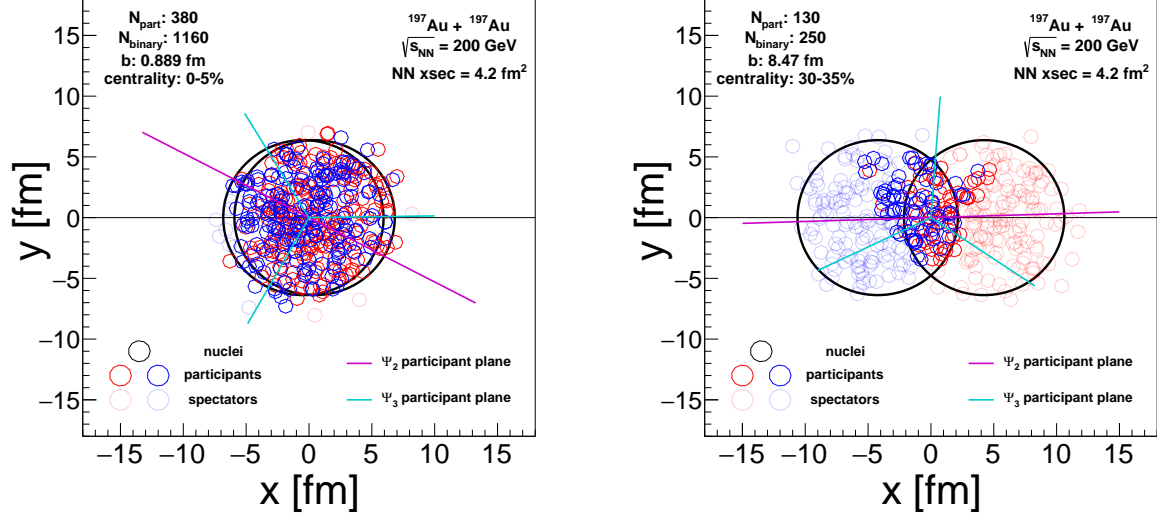 N_part: 380
N_binary: 1160
b: 0.889 fm
centrality: 0-5%
¹⁹⁷Au + ¹⁹⁷Au
√s_NN = 200 GeV
NN xsec = 4.2 fm²
15
10
5
0
−5
−10
−15
y [fm]
nuclei
participants
spectators
Ψ₂ participant plane
Ψ₃ participant plane
−15 −10 −5 0 5 10 15
x [fm]
N_part: 130
N_binary: 250
b: 8.47 fm
centrality: 30-35%
¹⁹⁷Au + ¹⁹⁷Au
√s_NN = 200 GeV
NN xsec = 4.2 fm²
15
10
5
0
−5
−10
−15
y [fm]
nuclei
participants
spectators
Ψ₂ participant plane
Ψ₃ participant plane
−15 −10 −5 0 5 10 15
x [fm]